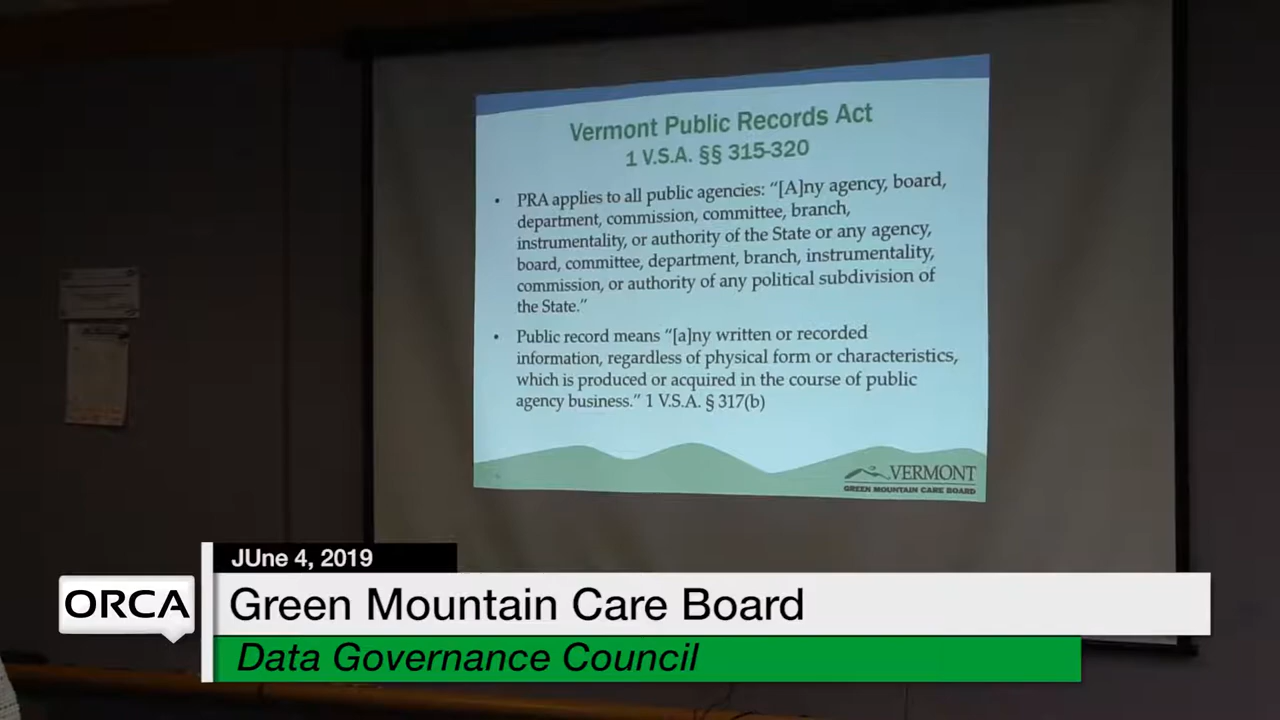 Vermont Public Records Act
1 V.S.A. §§ 315-320
• PRA applies to all public agencies: “[A]ny agency, board,
department, commission, committee, branch,
instrumentality, or authority of the State or any agency,
board, committee, department, branch, instrumentality,
commission, or authority of any political subdivision of
the State.”
• Public record means “[a]ny written or recorded
information, regardless of physical form or characteristics,
which is produced or acquired in the course of public
agency business.” 1 V.S.A. § 317(b)
VERMONT
GREEN MOUNTAIN CARE BOARD
JUne 4, 2019
ORCA
Green Mountain Care Board
Data Governance Council